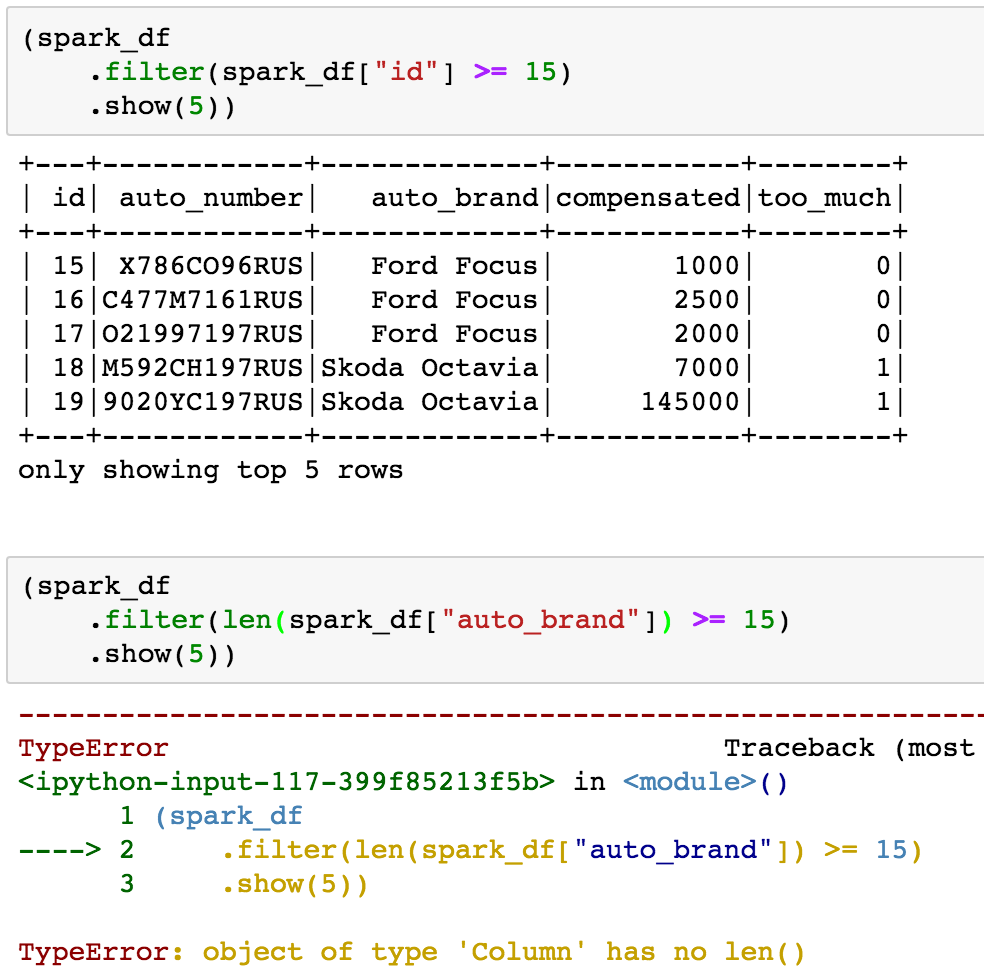 (spark_df
    .filter(spark_df["id"] >= 15)
    .show(5))
+---+------------+-------------+-----------+--------+
| id| auto_number|   auto_brand|compensated|too_much|
+---+------------+-------------+-----------+--------+
| 15| X786CO96RUS|   Ford Focus|       1000|       0|
| 16|C477M7161RUS|   Ford Focus|       2500|       0|
| 17|O21997197RUS|   Ford Focus|       2000|       0|
| 18|M592CH197RUS|Skoda Octavia|       7000|       1|
| 19|9020YC197RUS|Skoda Octavia|     145000|       1|
+---+------------+-------------+-----------+--------+
only showing top 5 rows
(spark_df
    .filter(len(spark_df["auto_brand"]) >= 15)
    .show(5))
----------------------------------------------------------
TypeError                                 Traceback (most
<ipython-input-117-399f85213f5b> in <module>()
      1 (spark_df
----> 2     .filter(len(spark_df["auto_brand"]) >= 15)
      3     .show(5))
TypeError: object of type 'Column' has no len()